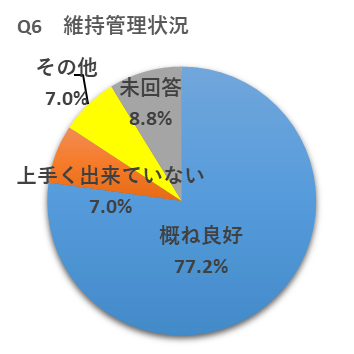 Q6　維持管理状況
その他
7.0%
未回答
8.8%
上手く出来ていない
7.0%
概ね良好
77.2%